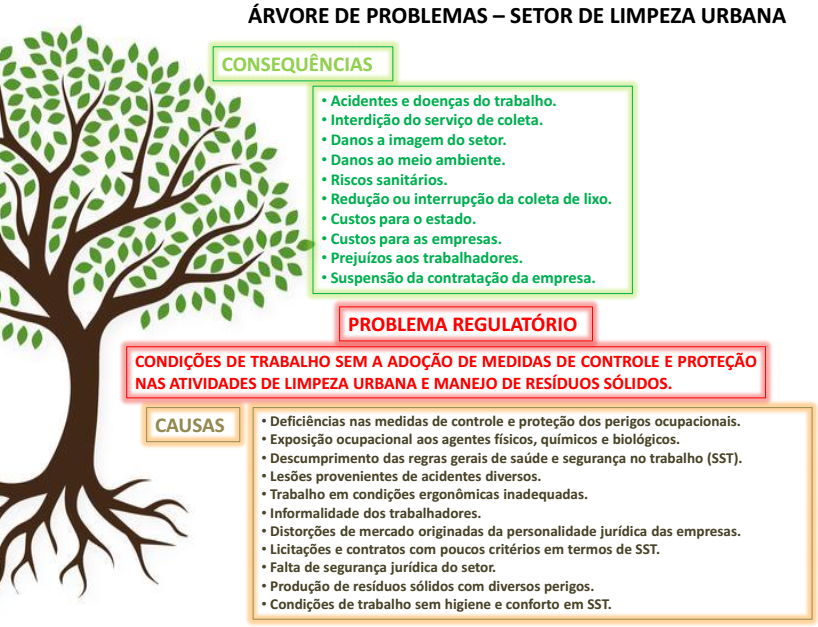 ÁRVORE DE PROBLEMAS – SETOR DE LIMPEZA URBANA
CONSEQUÊNCIAS
• Acidentes e doenças do trabalho.
• Interdição do serviço de coleta.
• Danos a imagem do setor.
• Danos ao meio ambiente.
• Riscos sanitários.
• Redução ou interrupção da coleta de lixo.
• Custos para o estado.
• Custos para as empresas.
• Prejuízos aos trabalhadores.
• Suspensão da contratação da empresa.
PROBLEMA REGULATÓRIO
CONDIÇÕES DE TRABALHO SEM A ADOÇÃO DE MEDIDAS DE CONTROLE E PROTEÇÃO
NAS ATIVIDADES DE LIMPEZA URBANA E MANEJO DE RESÍDUOS SÓLIDOS.
CAUSAS
• Deficiências nas medidas de controle e proteção dos perigos ocupacionais.
• Exposição ocupacional aos agentes físicos, químicos e biológicos.
• Descumprimento das regras gerais de saúde e segurança no trabalho (SST).
• Lesões provenientes de acidentes diversos.
• Trabalho em condições ergonômicas inadequadas.
• Informalidade dos trabalhadores.
• Distorções de mercado originadas da personalidade jurídica das empresas.
• Licitações e contratos com poucos critérios em termos de SST.
• Falta de segurança jurídica do setor.
• Produção de resíduos sólidos com diversos perigos.
• Condições de trabalho sem higiene e conforto em SST.